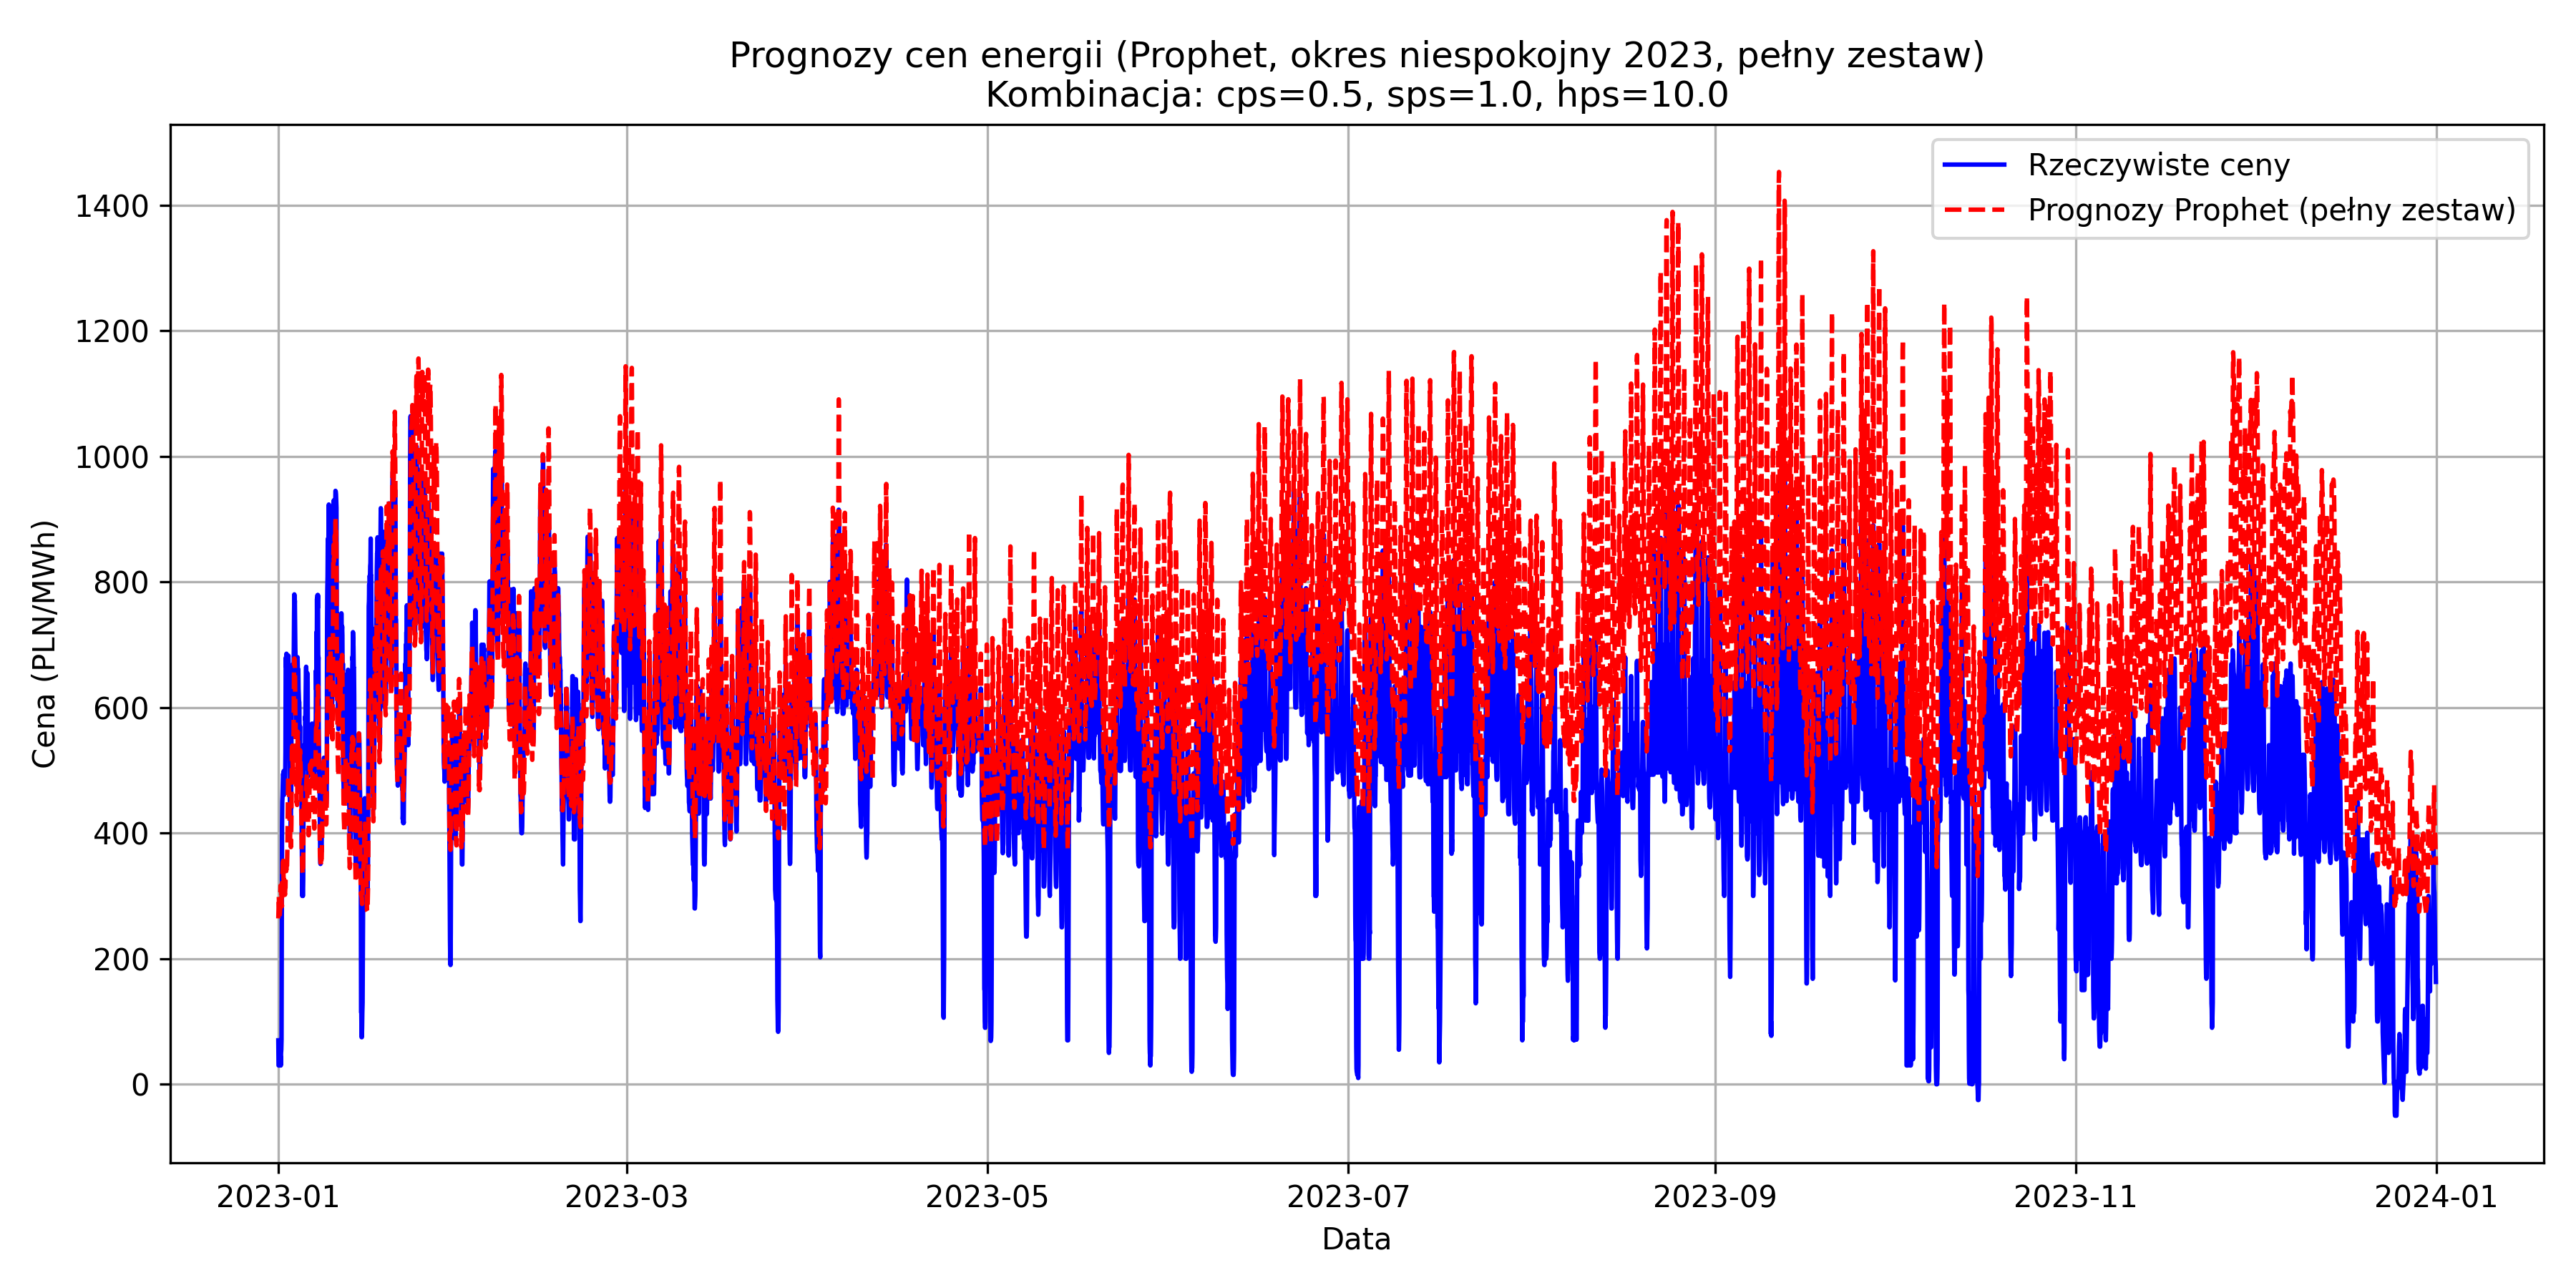 Prognozy cen energii (Prophet, okres niespokojny 2023, pełny zestaw)
Kombinacja: cps=0.5, sps=1.0, hps=10.0
Rzeczywiste ceny
Prognozy Prophet (pełny zestaw)
Cena (PLN/MWh)
1400
1200
1000
800
600
400
200
0
2023-01
2023-03
2023-05
2023-07
2023-09
2023-11
2024-01
Data